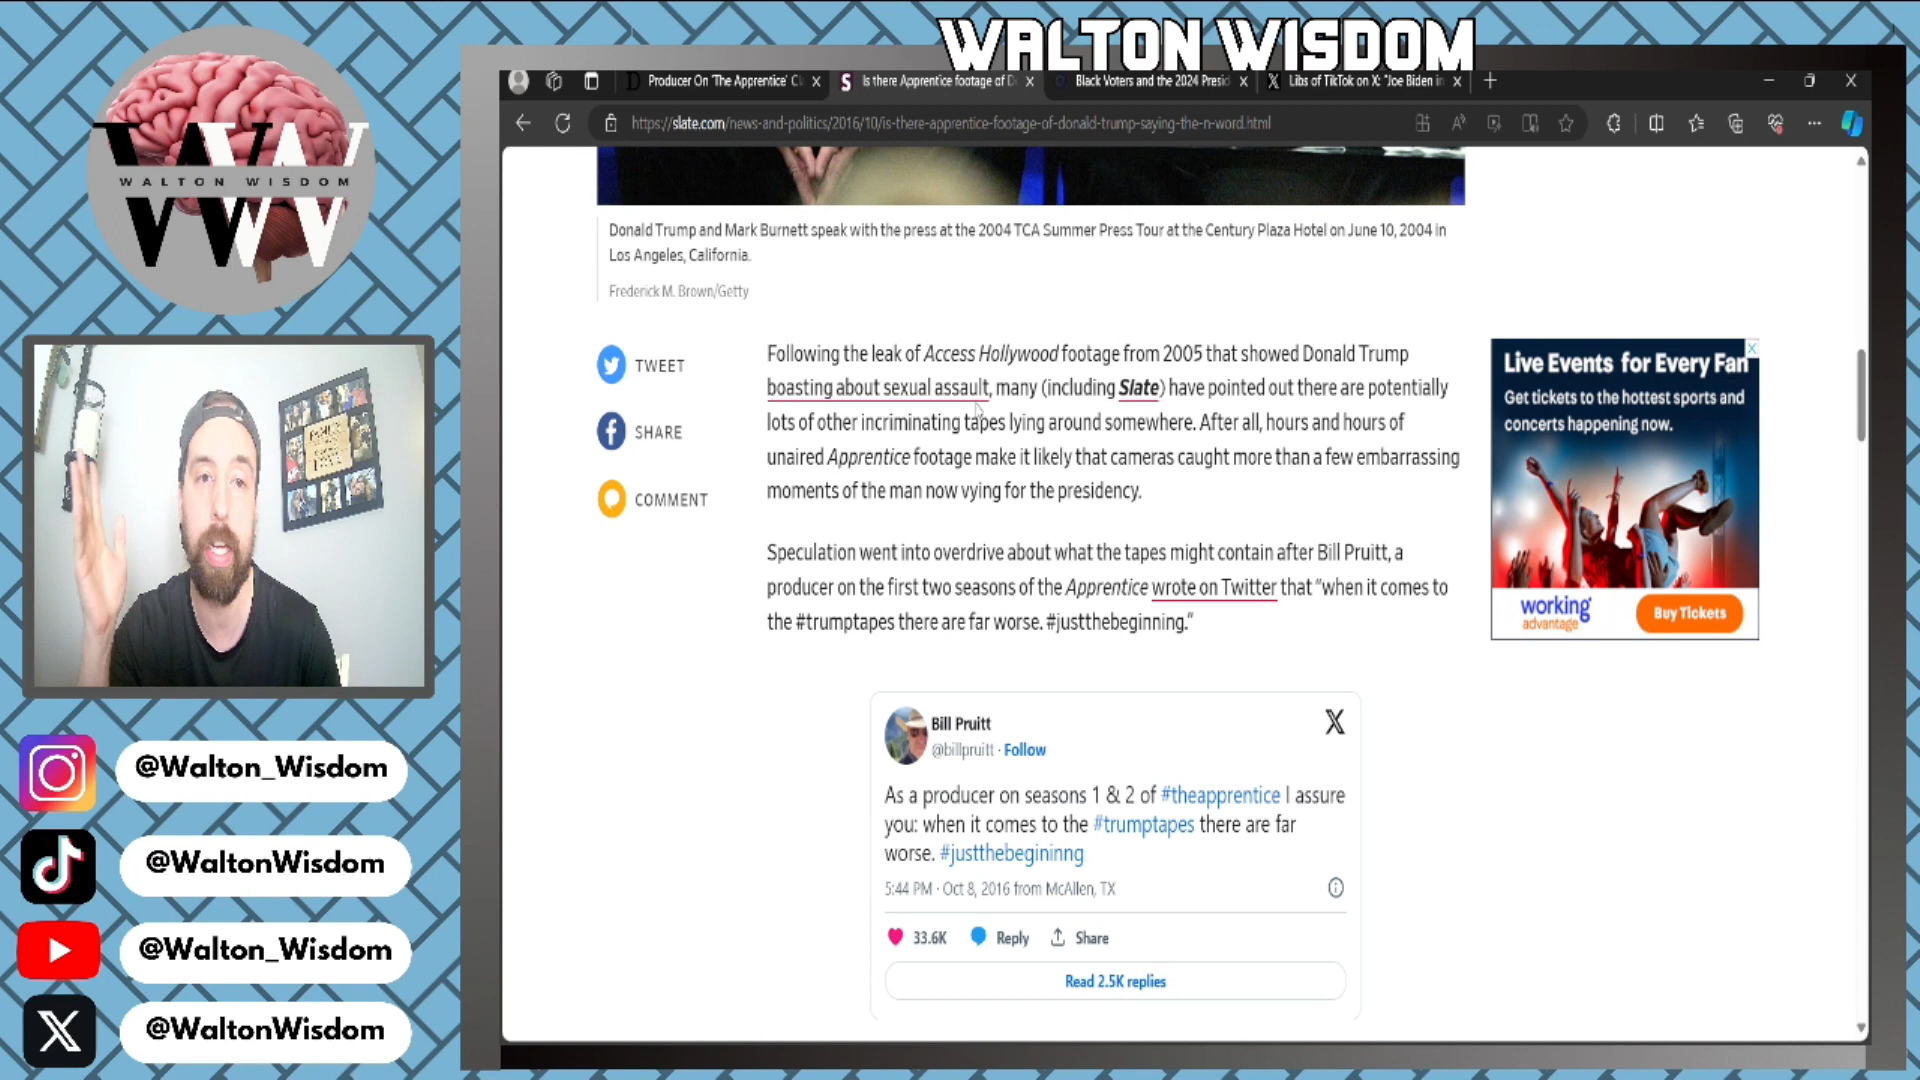 WALTON WISDOM
WALTON WISDOM
Producer On 'The Apprentice' Cl
Is there Apprentice footage of D
Black Voters and the 2024 Presid
Libs of TikTok on X: "Joe Biden in
https://slate.com/news-and-politics/2016/10/is-there-apprentice-footage-of-donald-trump-saying-the-n-word.html
Donald Trump and Mark Burnett speak with the press at the 2004 TCA Summer Press Tour at the Century Plaza Hotel on June 10, 2004 in
Los Angeles, California.
Frederick M. Brown/Getty
TWEET
SHARE
COMMENT
Following the leak of Access Hollywood footage from 2005 that showed Donald Trump
boasting about sexual assault, many (including Slate) have pointed out there are potentially
lots of other incriminating tapes lying around somewhere. After all, hours and hours of
unaired Apprentice footage make it likely that cameras caught more than a few embarrassing
moments of the man now vying for the presidency.
Speculation went into overdrive about what the tapes might contain after Bill Pruitt, a
producer on the first two seasons of the Apprentice wrote on Twitter that “when it comes to
the #trumptapes there are far worse. #justthebeginning.”
Live Events for Every Fan
Get tickets to the hottest sports and
concerts happening now.
working
advantage
Buy Tickets
Bill Pruitt
@billpruitt · Follow
As a producer on seasons 1 & 2 of #theapprentice I assure
you: when it comes to the #trumptapes there are far
worse. #justthebegininng
5:44 PM · Oct 8, 2016 from McAllen, TX
33.6K
Reply
Share
Read 2.5K replies
@Walton_Wisdom
@WaltonWisdom
@Walton_Wisdom
@WaltonWisdom